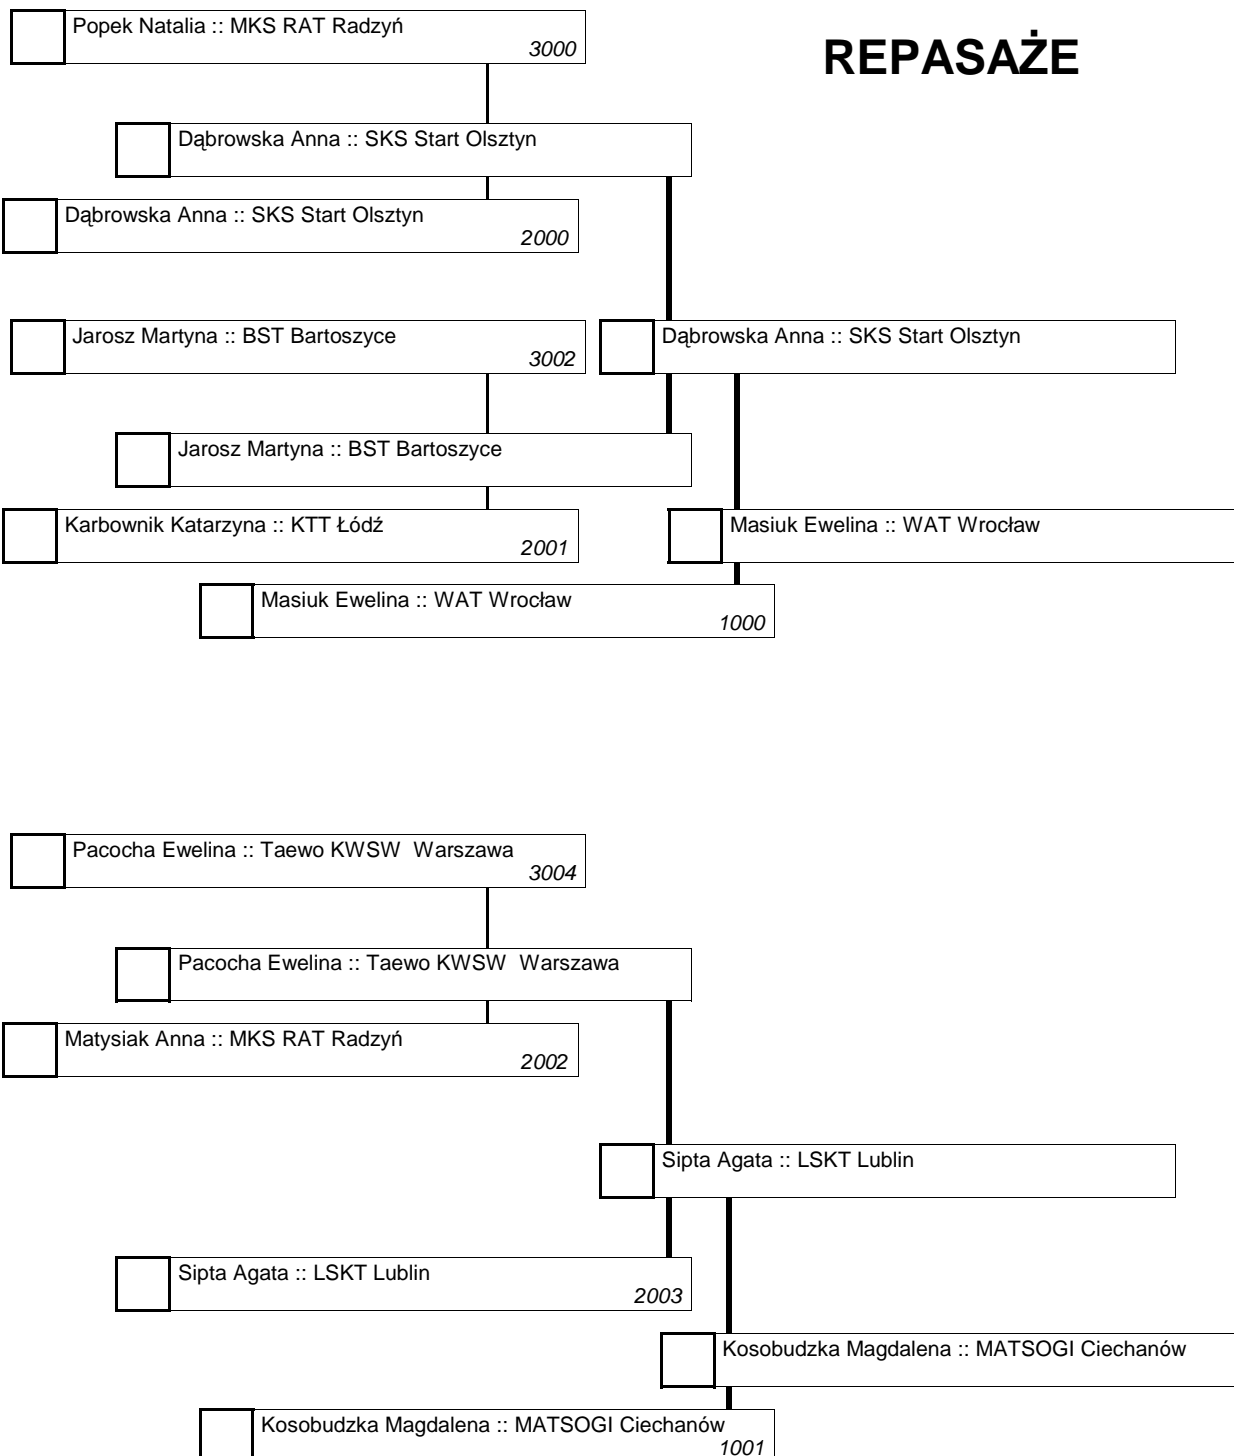 Popek Natalia :: MKS RAT Radzyń
3000
REPASAŻE
Dąbrowska Anna :: SKS Start Olsztyn
Dąbrowska Anna :: SKS Start Olsztyn
2000
Jarosz Martyna :: BST Bartoszyce
3002
Dąbrowska Anna :: SKS Start Olsztyn
Jarosz Martyna :: BST Bartoszyce
Karbownik Katarzyna :: KTT Łódź
2001
Masiuk Ewelina :: WAT Wrocław
Masiuk Ewelina :: WAT Wrocław
1000
Pacocha Ewelina :: Taewo KWSW  Warszawa
3004
Pacocha Ewelina :: Taewo KWSW  Warszawa
Matysiak Anna :: MKS RAT Radzyń
2002
Sipta Agata :: LSKT Lublin
Sipta Agata :: LSKT Lublin
2003
Kosobudzka Magdalena :: MATSOGI Ciechanów
Kosobudzka Magdalena :: MATSOGI Ciechanów
1001